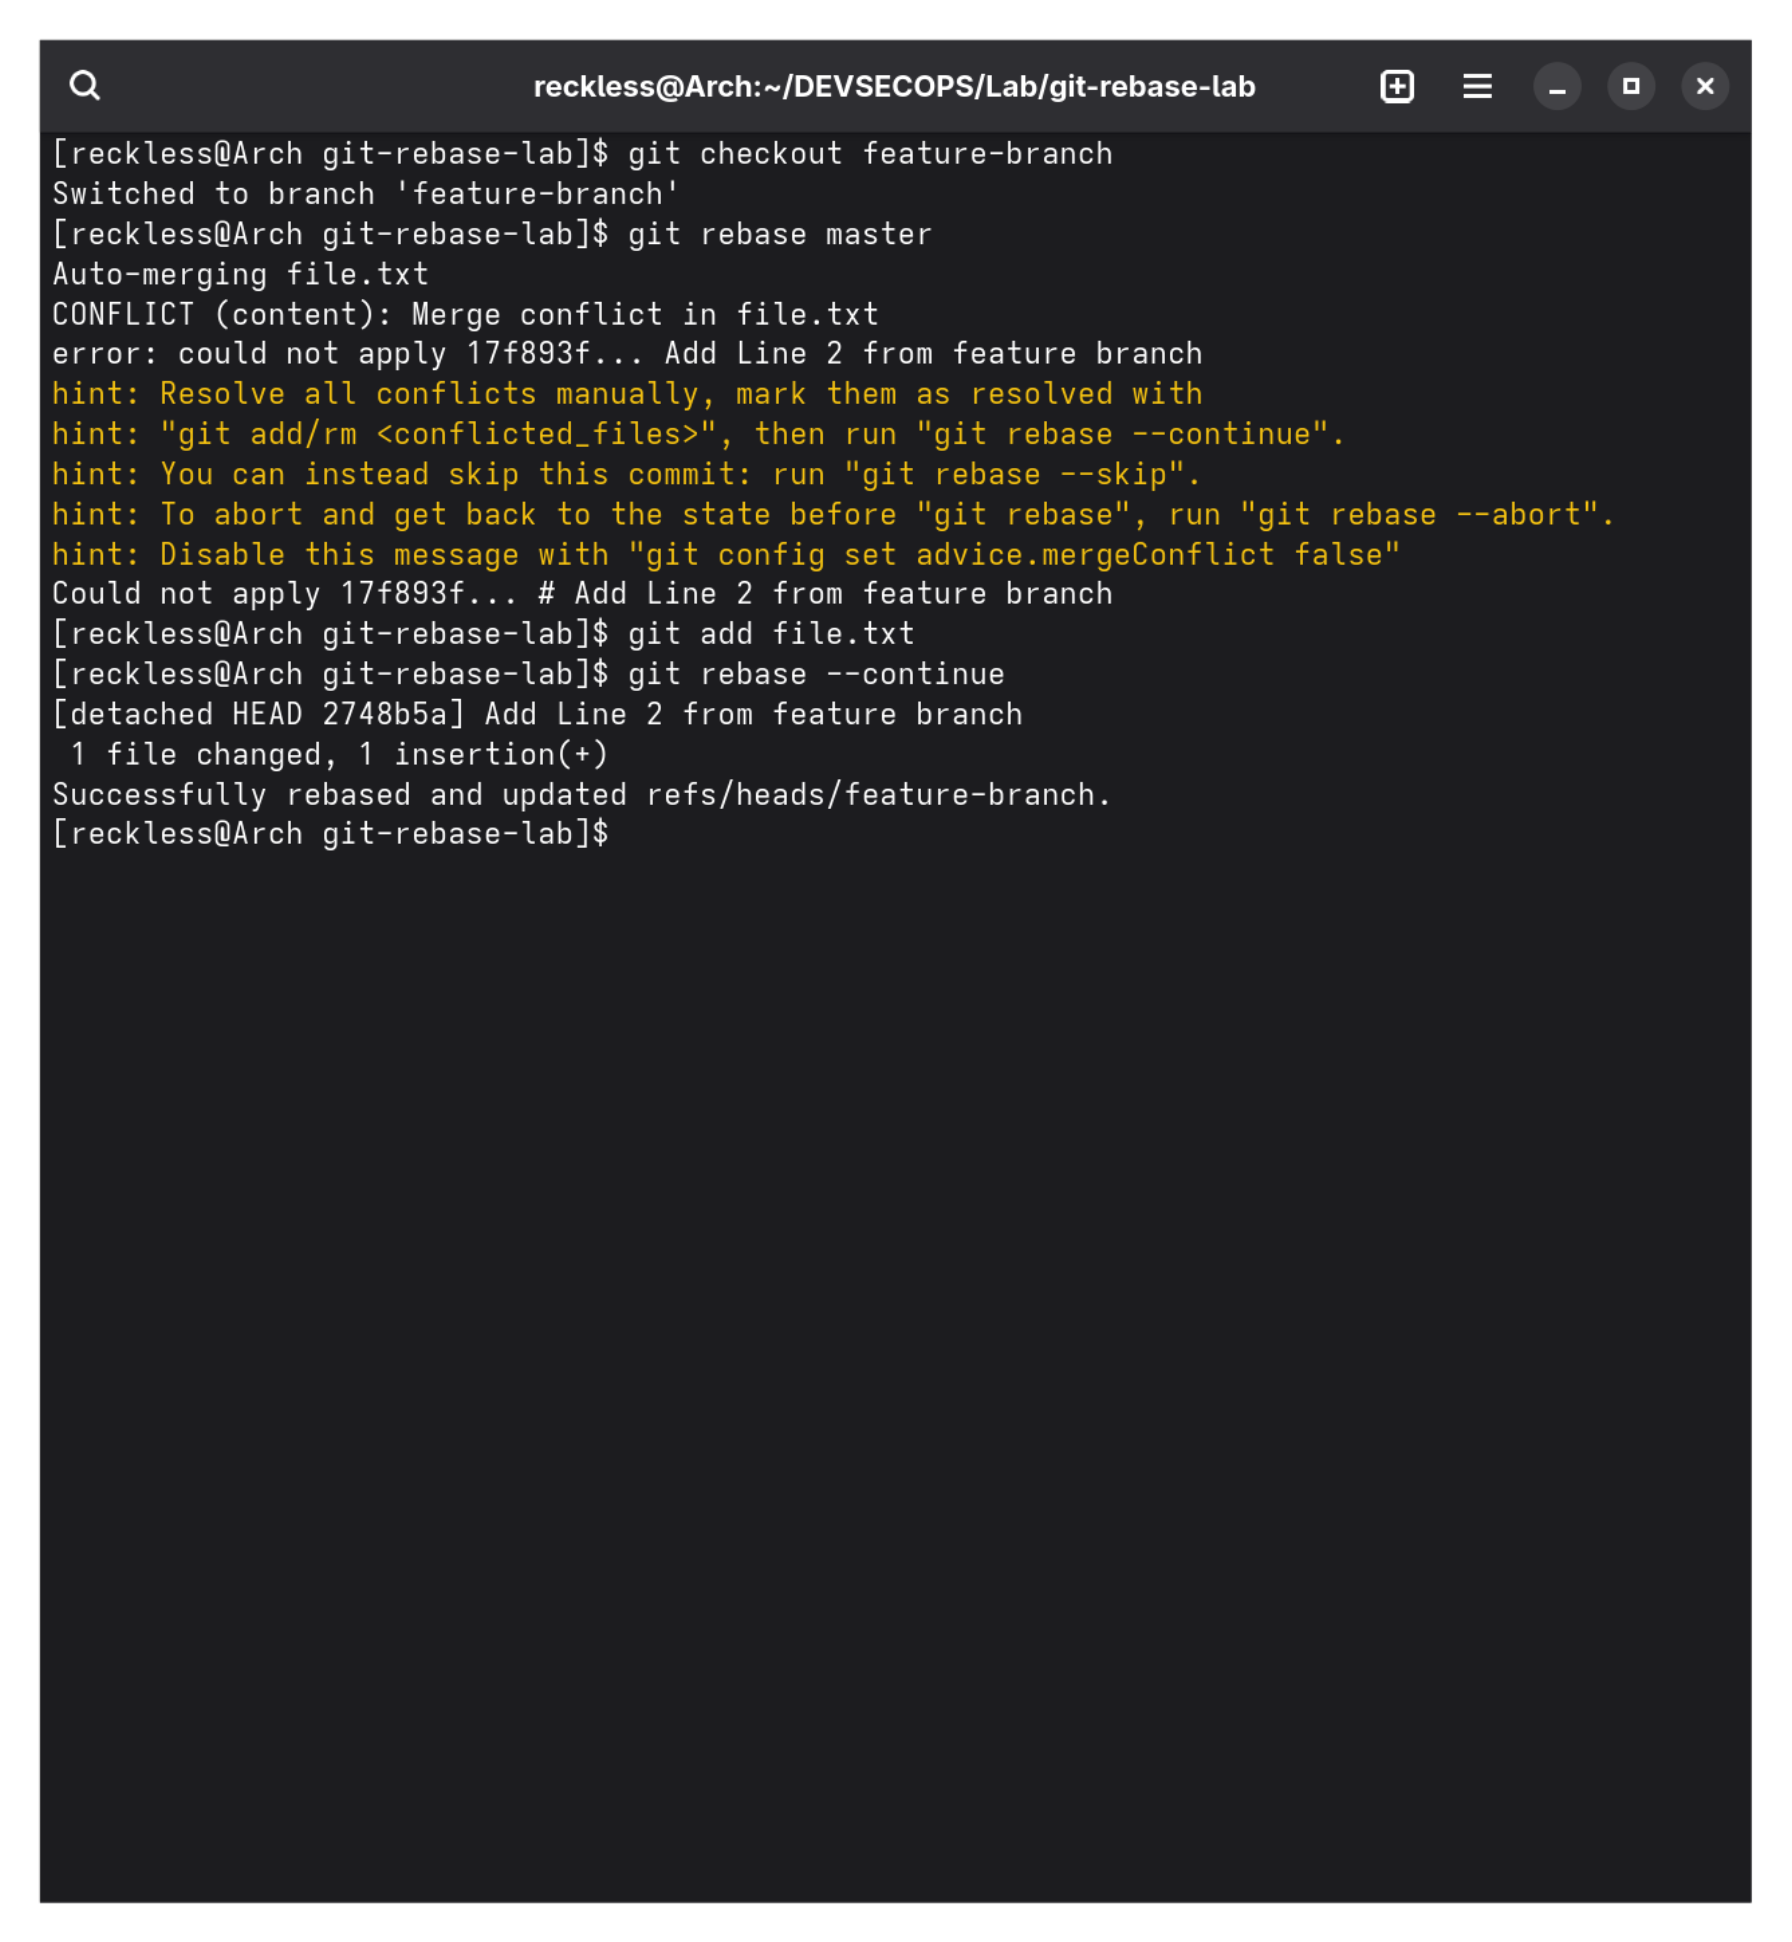 reckless@Arch:~/DEVSECOPS/Lab/git-rebase-lab
[reckless@Arch git-rebase-lab]$ git checkout feature-branch
Switched to branch 'feature-branch'
[reckless@Arch git-rebase-lab]$ git rebase master
Auto-merging file.txt
CONFLICT (content): Merge conflict in file.txt
error: could not apply 17f893f... Add Line 2 from feature branch
hint: Resolve all conflicts manually, mark them as resolved with
hint: "git add/rm <conflicted_files>", then run "git rebase --continue".
hint: You can instead skip this commit: run "git rebase --skip".
hint: To abort and get back to the state before "git rebase", run "git rebase --abort".
hint: Disable this message with "git config set advice.mergeConflict false"
Could not apply 17f893f... # Add Line 2 from feature branch
[reckless@Arch git-rebase-lab]$ git add file.txt
[reckless@Arch git-rebase-lab]$ git rebase --continue
[detached HEAD 2748b5a] Add Line 2 from feature branch
 1 file changed, 1 insertion(+)
Successfully rebased and updated refs/heads/feature-branch.
[reckless@Arch git-rebase-lab]$